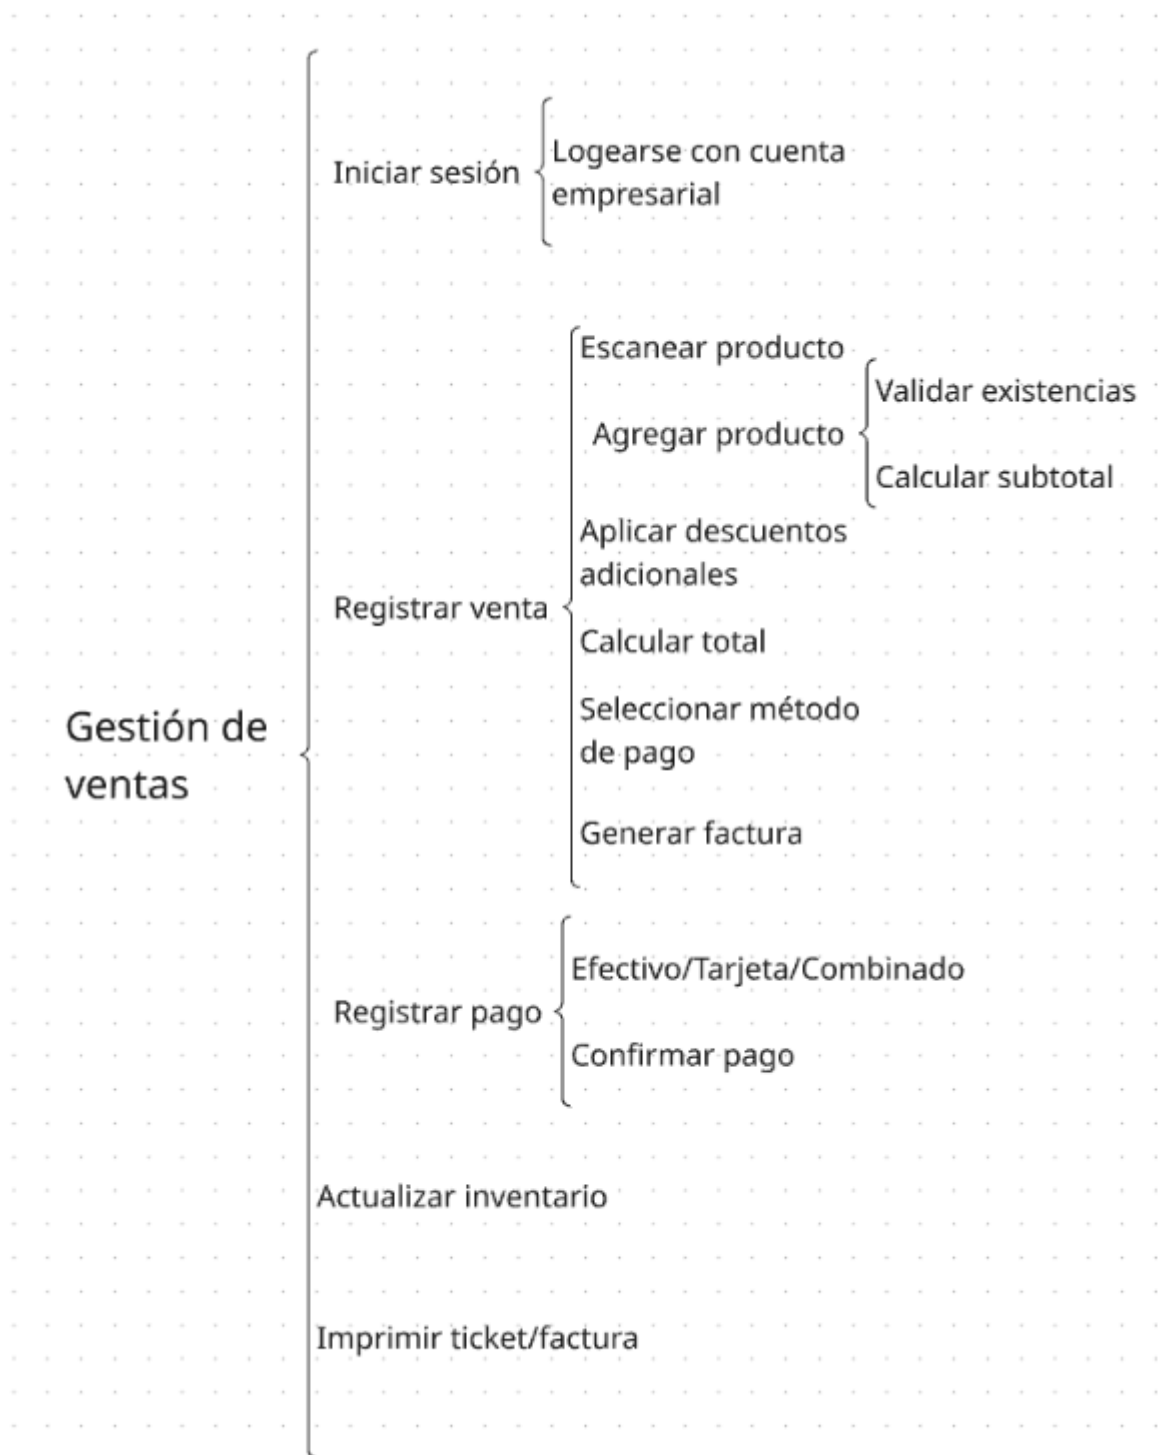 Iniciar sesión
Logearse con cuenta
empresarial
Escanear producto
Agregar producto
Validar existencias
Calcular subtotal
Aplicar descuentos
adicionales
Registrar venta
Calcular total
Seleccionar método
de pago
Generar factura
Gestión de
ventas
Registrar pago
Efectivo/Tarjeta/Combinado
Confirmar pago
Actualizar inventario
Imprimir ticket/factura